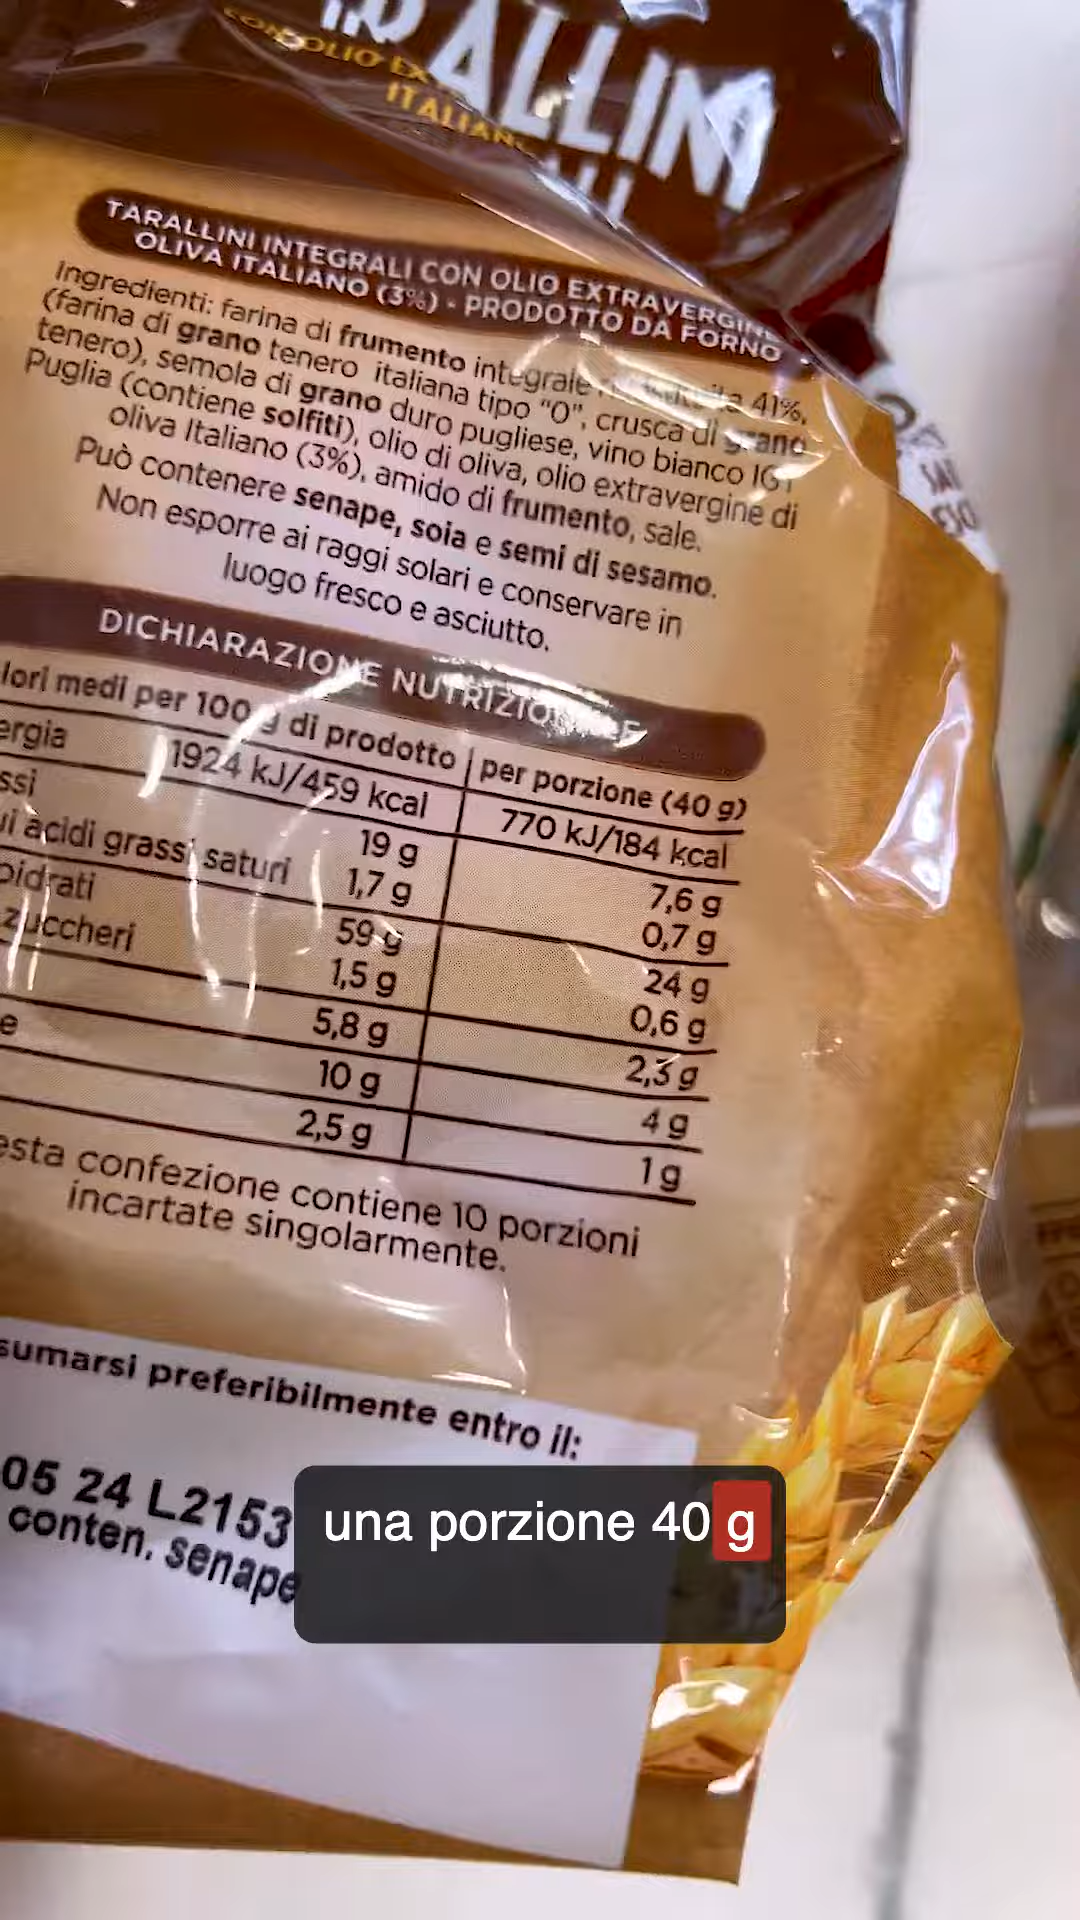 RALLINI
CON OLIO EX
ITALIAN
TARALLINI INTEGRALI CON OLIO EXTRAVERGINE
OLIVA ITALIANO (3%) - PRODOTTO DA FORNO
Ingredienti: farina di frumento integrale 41%,
(farina di grano tenero italiana tipo "0", crusca di grano
tenero), semola di grano duro pugliese, vino bianco IGT
Puglia (contiene solfiti), olio di oliva, olio extravergine di
oliva Italiano (3%), amido di frumento, sale.
Può contenere senape, soia e semi di sesamo.
Non esporre ai raggi solari e conservare in
luogo fresco e asciutto.
DICHIARAZIONE NUTRIZIONALE
lori medi per 100 g di prodotto per porzione (40 g)
ergia 1924 kJ/459 kcal 770 kJ/184 kcal
ssi 19 g 7,6 g
ui acidi grassi saturi 1,7 g 0,7 g
oidrati 59 g 24 g
zuccheri 1,5 g 0,6 g
5,8 g 2,3 g
e 10 g 4 g
2,5 g 1 g
esta confezione contiene 10 porzioni
incartate singolarmente.
sumarsi preferibilmente entro il:
05 24 L2153
conten. senape
una porzione 40 g